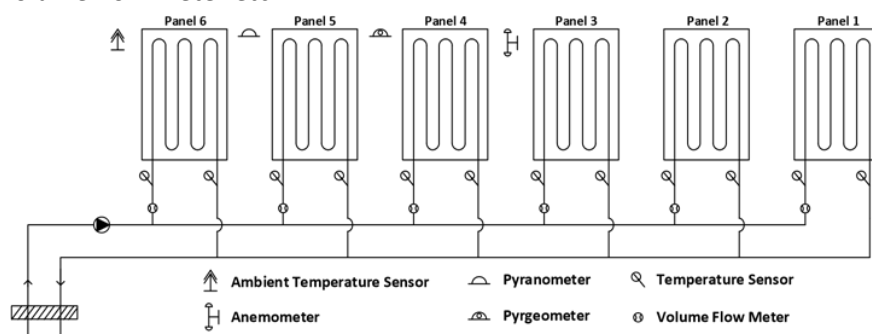 Panel 6 Panel 5 Panel 4 Panel 3 Panel 2 Panel 1
Ambient Temperature Sensor Pyranometer Temperature Sensor
Anemometer Pyrgeometer Volume Flow Meter